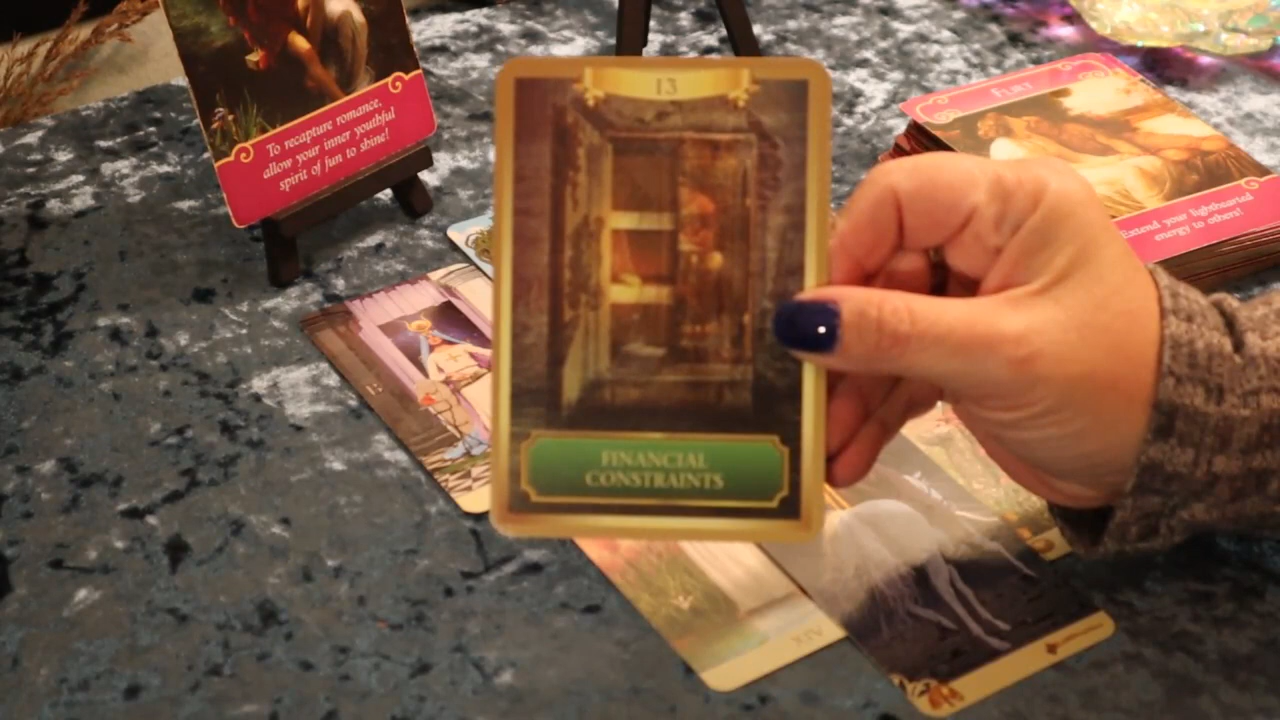 To recapture romance,
allow your inner youthful
spirit of fun to shine!
13
FINANCIAL
CONSTRAINTS
FLIRT
Extend your lighthearted
energy to others!
XIX